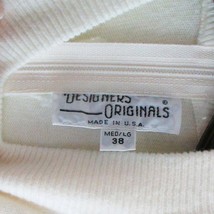 DESIGNERS
ORIGINALS
MADE IN U.S.A.
MED/LG
38